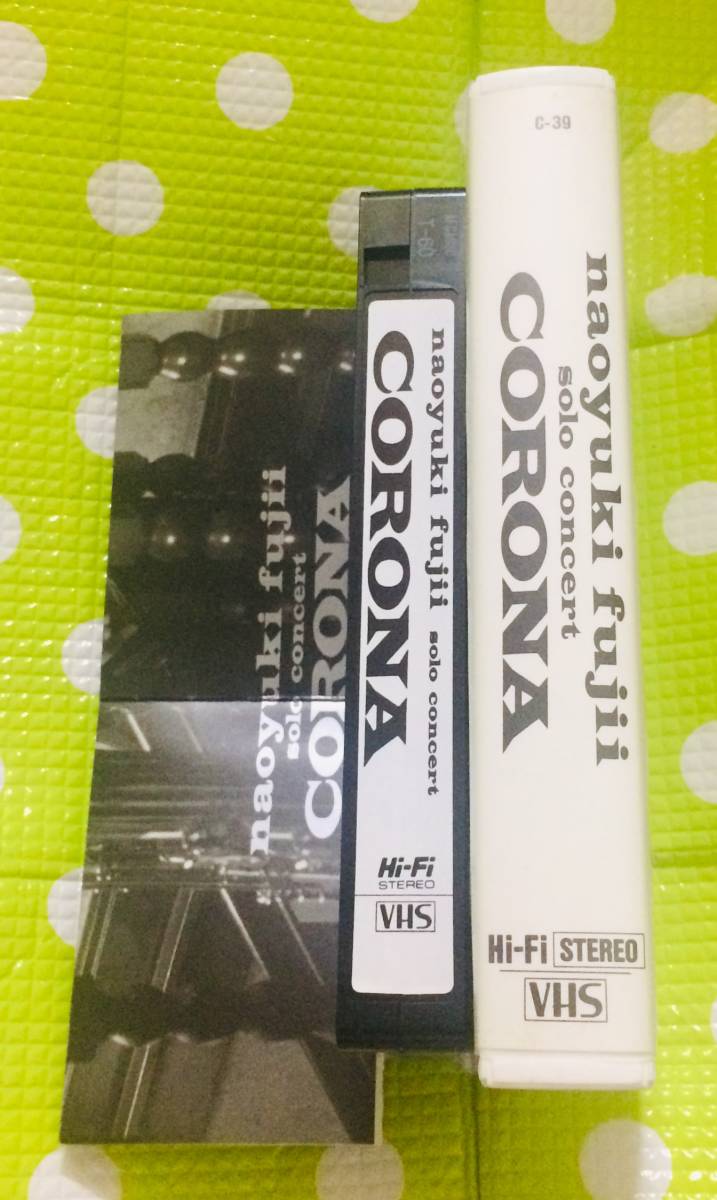 naoyuki fujii
solo concert
CORONA
T-60
naoyuki fujii solo concert
CORONA
Hi-Fi
STEREO
VHS
C-39
naoyuki fujii
solo concert
CORONA
Hi-Fi STEREO
VHS